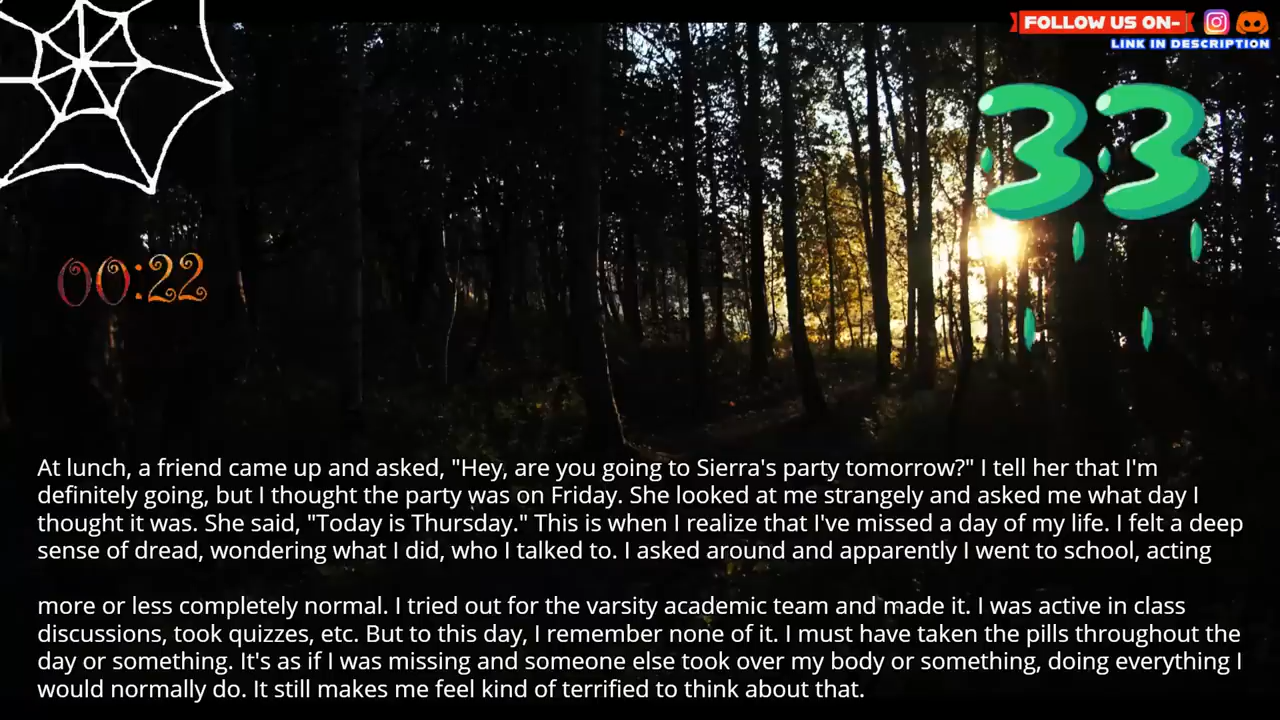 FOLLOW US ON-
LINK IN DESCRIPTION
33
00:22
At lunch, a friend came up and asked, "Hey, are you going to Sierra's party tomorrow?" I tell her that I'm
definitely going, but I thought the party was on Friday. She looked at me strangely and asked me what day I
thought it was. She said, "Today is Thursday." This is when I realize that I've missed a day of my life. I felt a deep
sense of dread, wondering what I did, who I talked to. I asked around and apparently I went to school, acting
more or less completely normal. I tried out for the varsity academic team and made it. I was active in class
discussions, took quizzes, etc. But to this day, I remember none of it. I must have taken the pills throughout the
day or something. It's as if I was missing and someone else took over my body or something, doing everything I
would normally do. It still makes me feel kind of terrified to think about that.